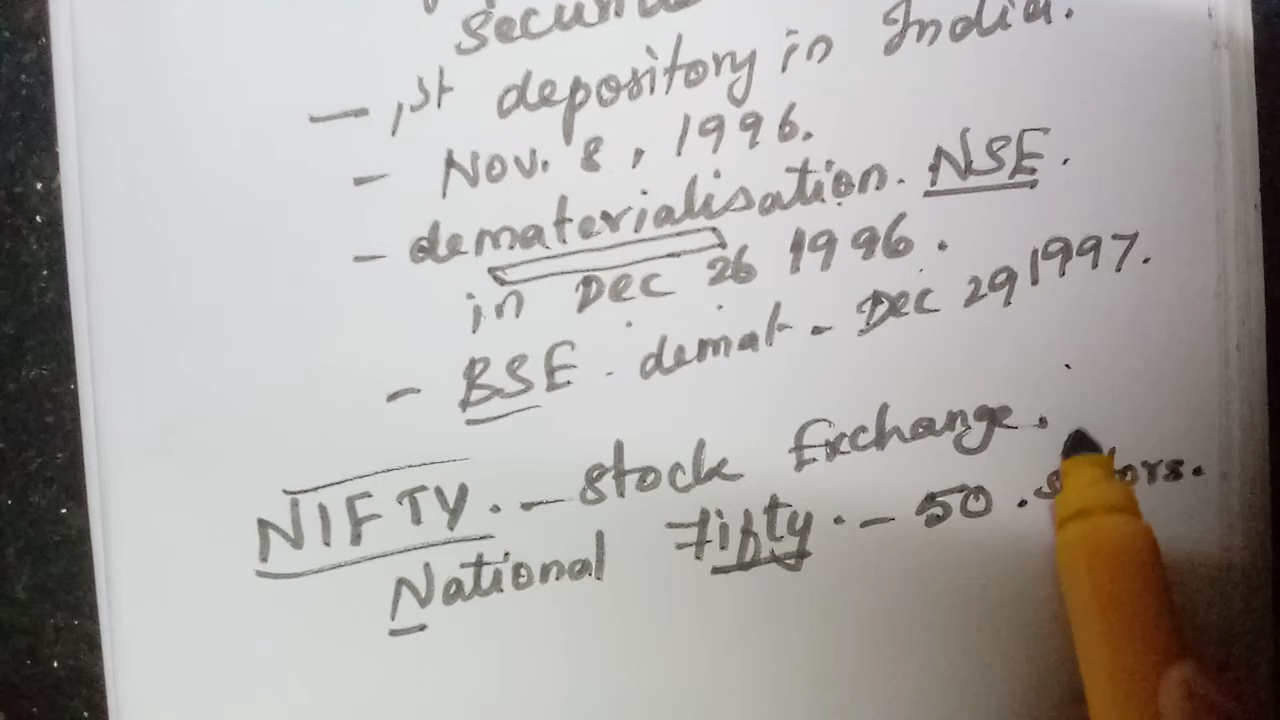 - 1st depository in India.
- Nov. 8, 1996.
- dematerialisation. NSE.
in Dec 26 1996.
- BSE. demat - Dec 29 1997.
NIFTY. - Stock Exchange.
National Fifty. - 50.